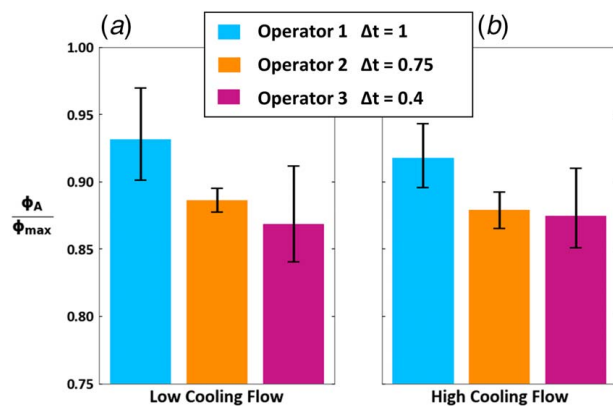 (a)
(b)
Operator 1 Δt = 1
Operator 2 Δt = 0.75
Operator 3 Δt = 0.4
1.00
0.95
0.90
0.85
0.80
0.75
ϕA
ϕmax
Low Cooling Flow
High Cooling Flow